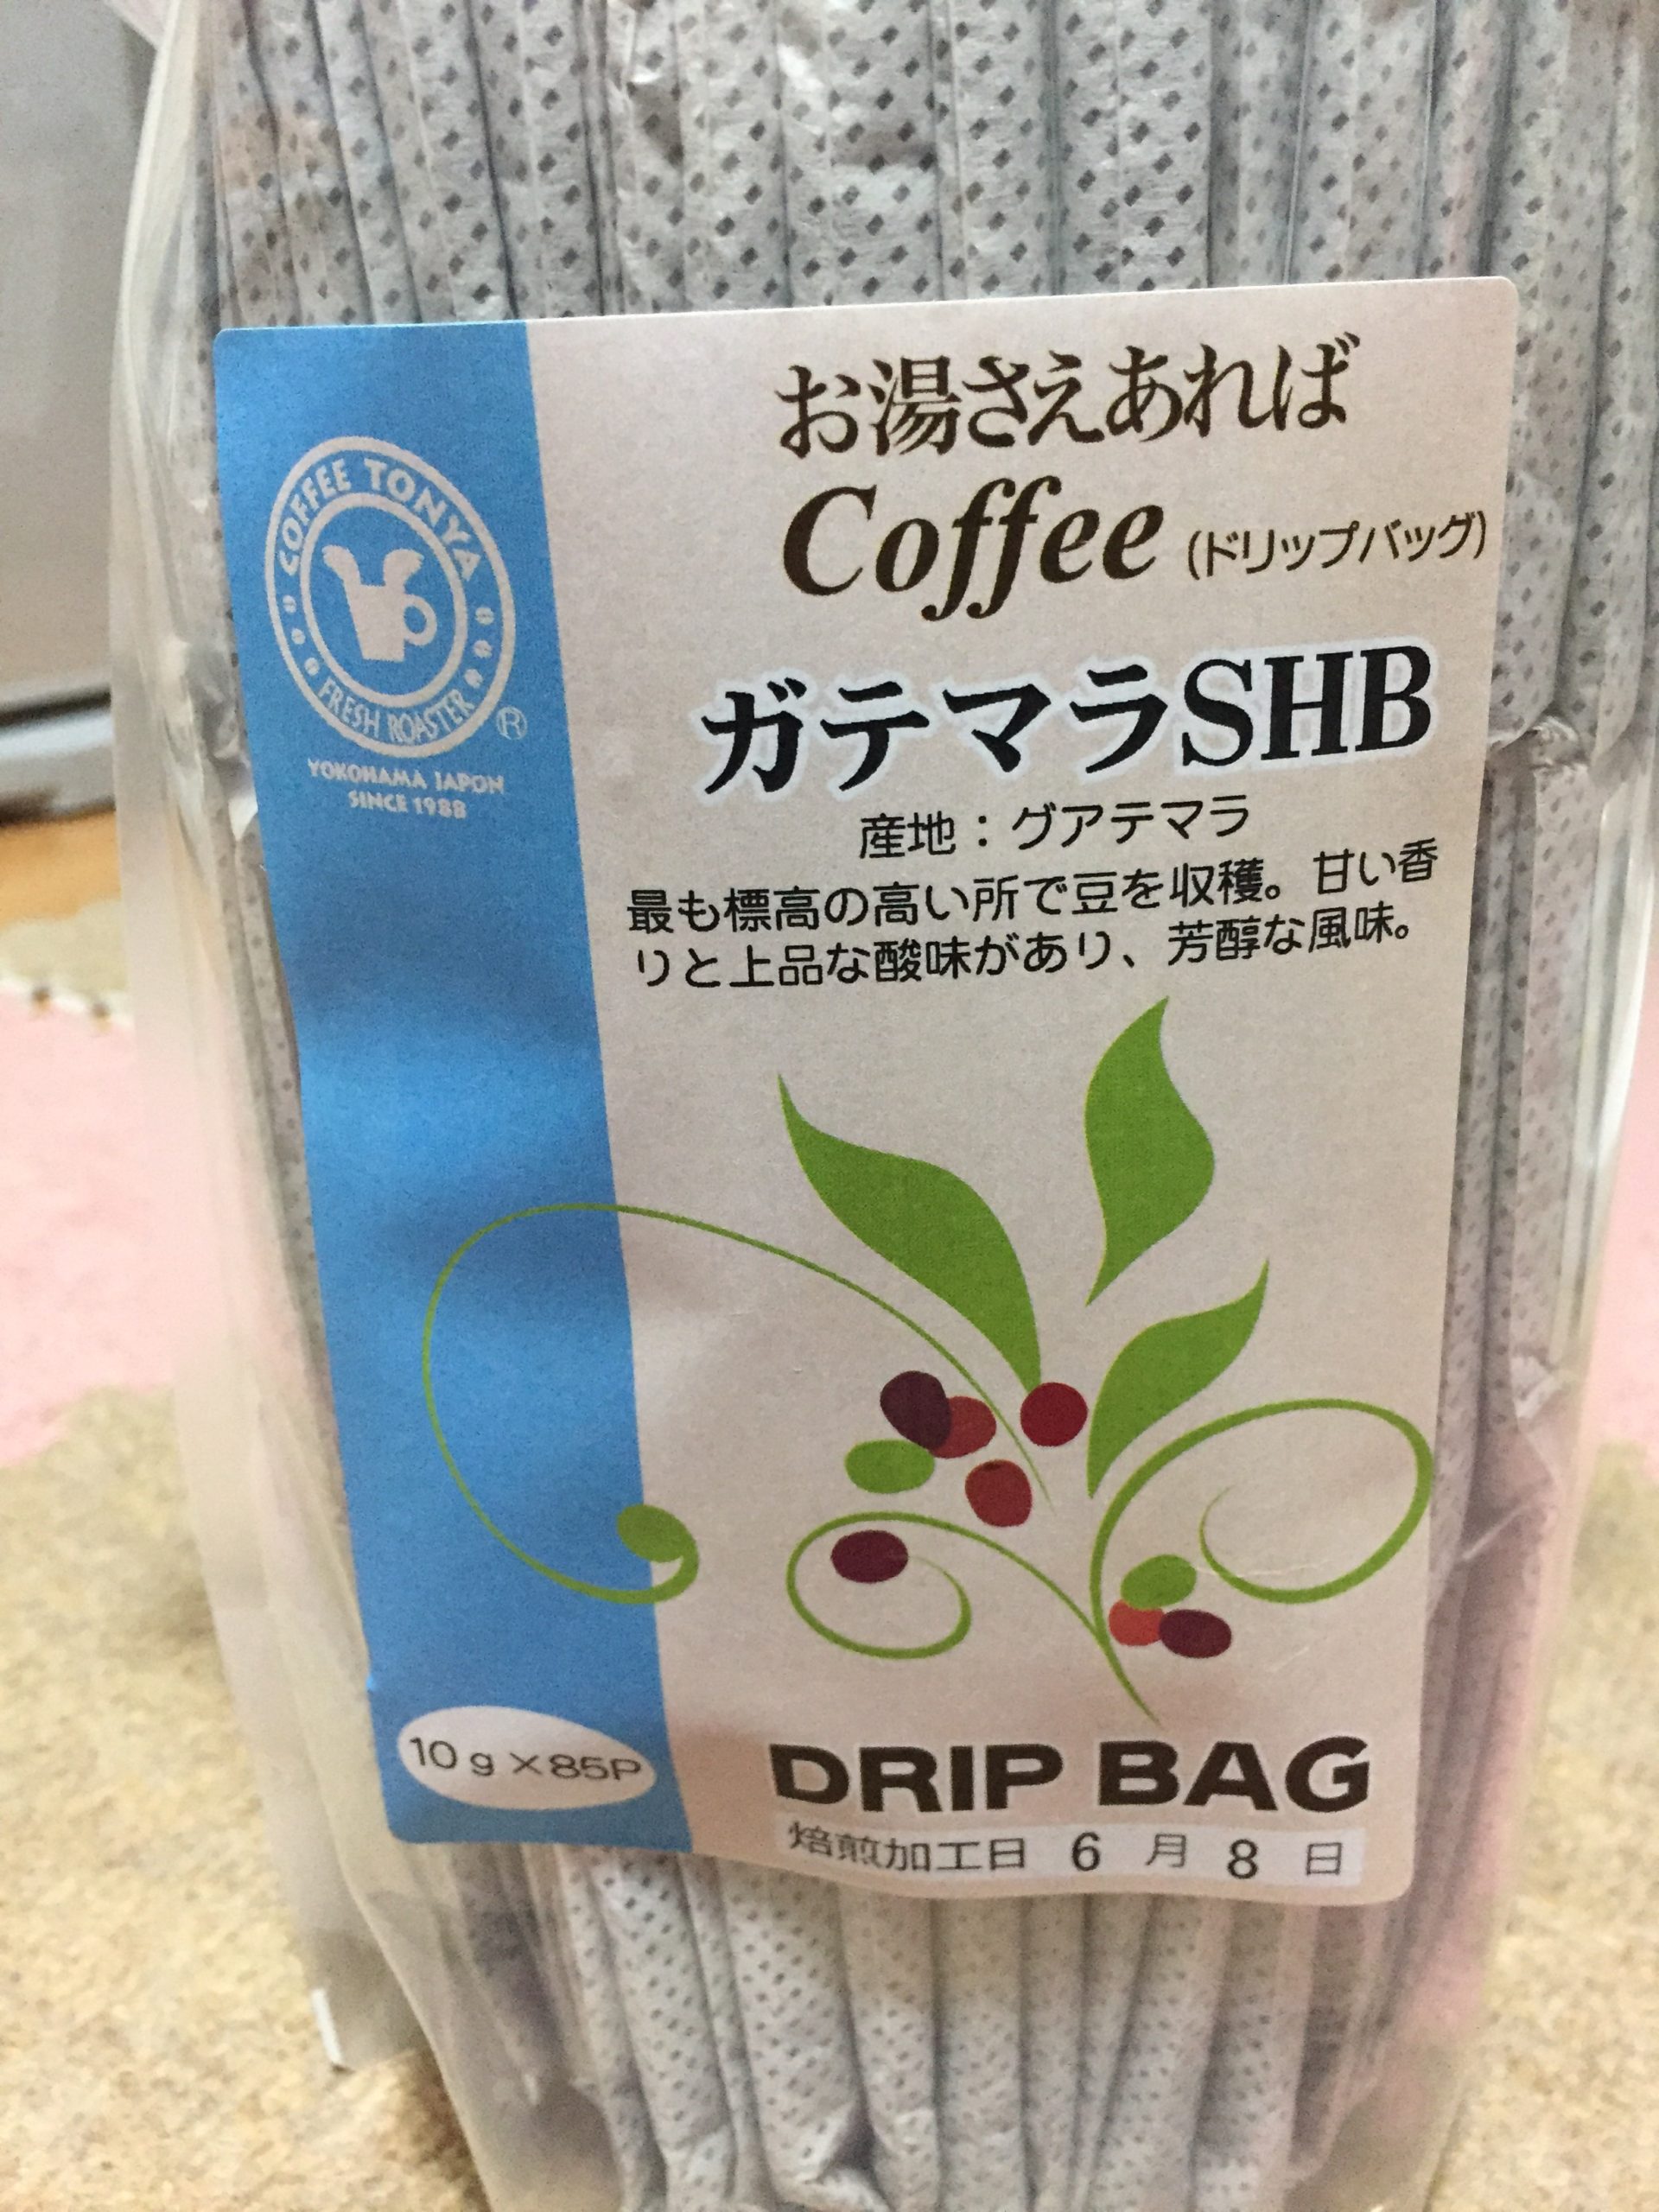 お湯さえあれば
Coffee (ドリップバッグ)
COFFEE TONYA
FRESH ROASTER
®
YOKOHAMA JAPON
SINCE 1988
ガテマラSHB
産地：グアテマラ
最も標高の高い所で豆を収穫。甘い香
りと上品な酸味があり、芳醇な風味。
10g×85P
DRIP BAG
焙煎加工日 6 月 8 日